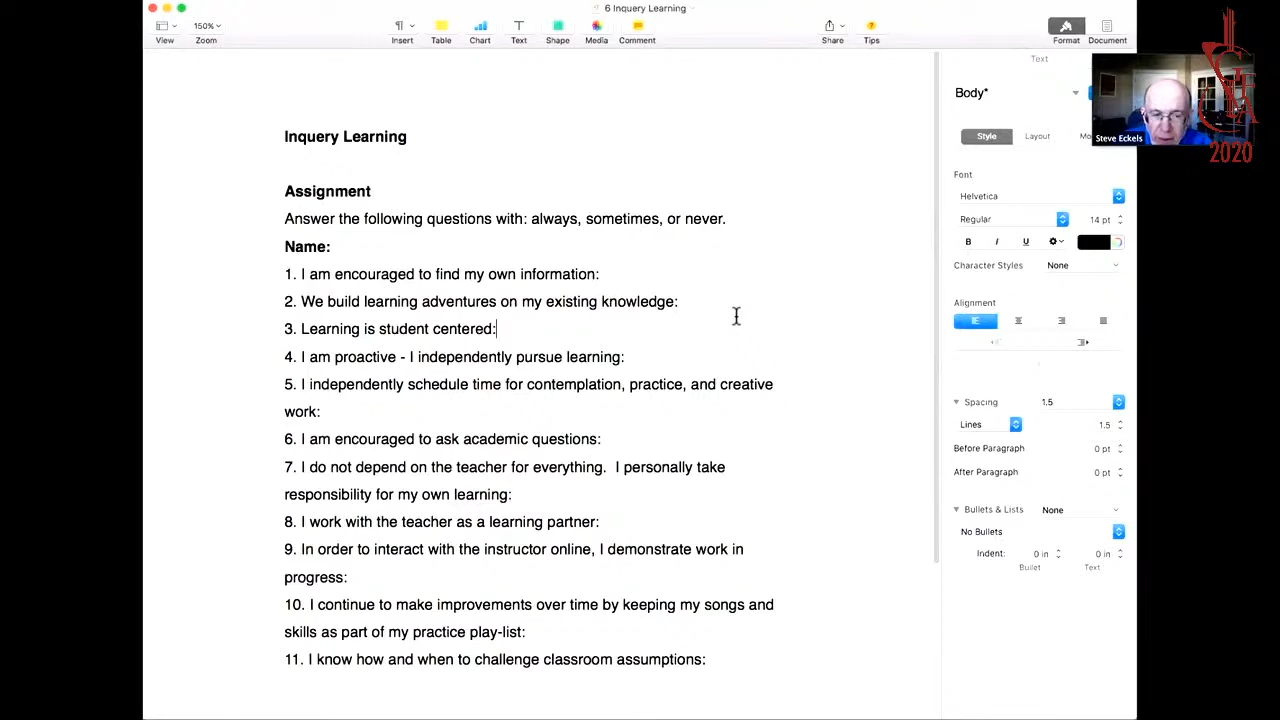 6 Inquery Learning
View
150%
Zoom
Insert
Table
Chart
Text
Shape
Media
Comment
Share
Tips
Format
Document
Inquery Learning
Assignment
Answer the following questions with: always, sometimes, or never.
Name:
1. I am encouraged to find my own information:
2. We build learning adventures on my existing knowledge:
3. Learning is student centered:
4. I am proactive - I independently pursue learning:
5. I independently schedule time for contemplation, practice, and creative
work:
6. I am encouraged to ask academic questions:
7. I do not depend on the teacher for everything.  I personally take
responsibility for my own learning:
8. I work with the teacher as a learning partner:
9. In order to interact with the instructor online, I demonstrate work in
progress:
10. I continue to make improvements over time by keeping my songs and
skills as part of my practice play-list:
11. I know how and when to challenge classroom assumptions:
Text
Body*
Style
Layout
Font
Helvetica
Regular
14 pt
B I U
Character Styles
None
Alignment
Spacing
1.5
Lines
1.5
Before Paragraph
0 pt
After Paragraph
0 pt
Bullets & Lists
None
No Bullets
Indent:
0 in
0 in
Bullet
Text
Steve Eckels
2020